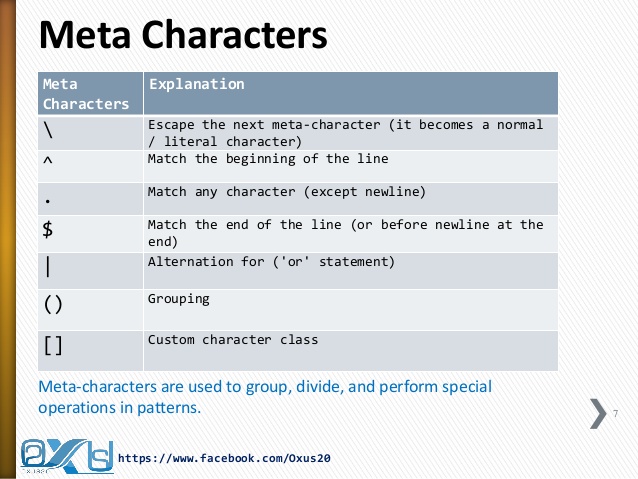 Meta Characters
Meta
Characters
Explanation
\
Escape the next meta-character (it becomes a normal
/ literal character)
^
Match the beginning of the line
.
Match any character (except newline)
$
Match the end of the line (or before newline at the
end)
|
Alternation for ('or' statement)
()
Grouping
[]
Custom character class
Meta-characters are used to group, divide, and perform special
operations in patterns.
7
https://www.facebook.com/Oxus20